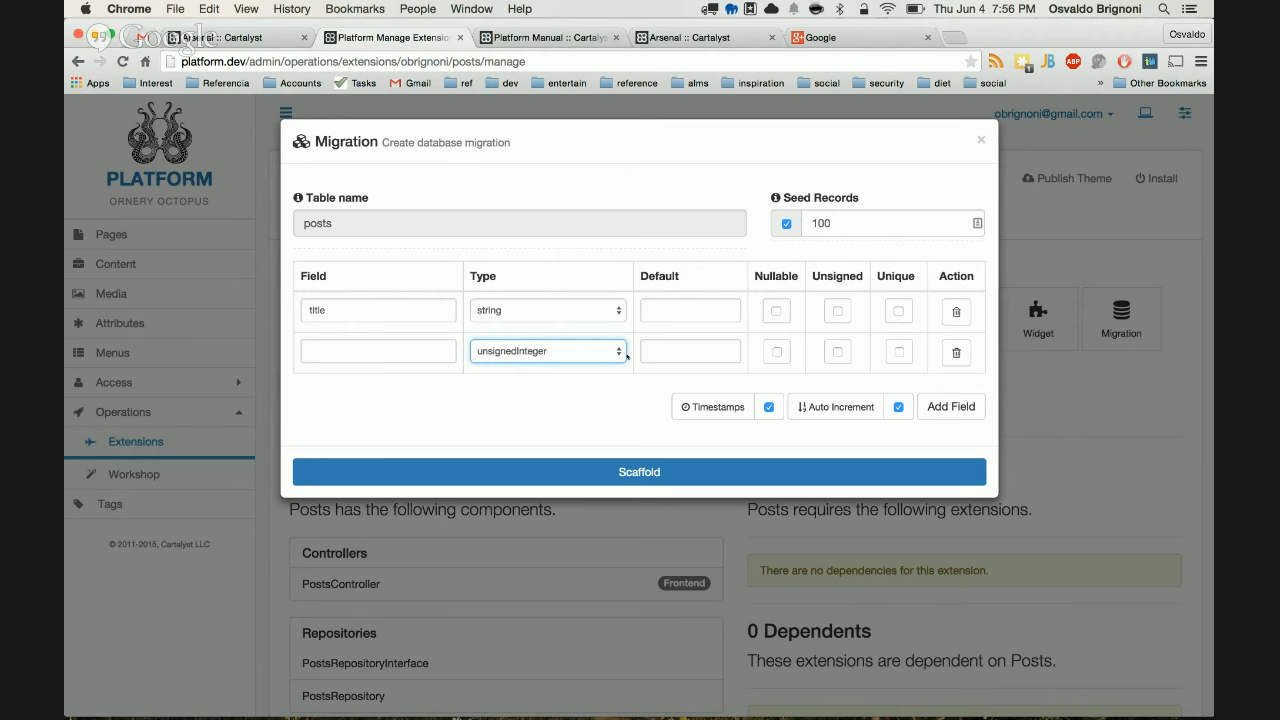 Chrome File Edit View History Bookmarks People Window Help Thu Jun 4 7:56 PM Osvaldo Brignoni
Google
Arsenal :: Cartalyst Platform Manage Extensio Platform Manual :: Cartalys Arsenal :: Cartalyst Google Osvaldo
platform.dev/admin/operations/extensions/obrignoni/posts/manage
Apps Interest Referencia Accounts Tasks Gmail ref dev entertain reference alms inspiration social security diet social » Other Bookmarks
PLATFORM
ORNERY OCTOPUS
Pages
Content
Media
Attributes
Menus
Access
Operations
Extensions
Workshop
Tags
© 2011-2015, Cartalyst LLC
obrignoni@gmail.com
Publish Theme Install
Widget Migration
Migration Create database migration ×
Table name Seed Records
posts 100
Field Type Default Nullable Unsigned Unique Action
title string
unsignedInteger
Timestamps Auto Increment Add Field
Scaffold
Posts has the following components.
Controllers
PostsController Frontend
Repositories
PostsRepositoryInterface
PostsRepository
Posts requires the following extensions.
There are no dependencies for this extension.
0 Dependents
These extensions are dependent on Posts.